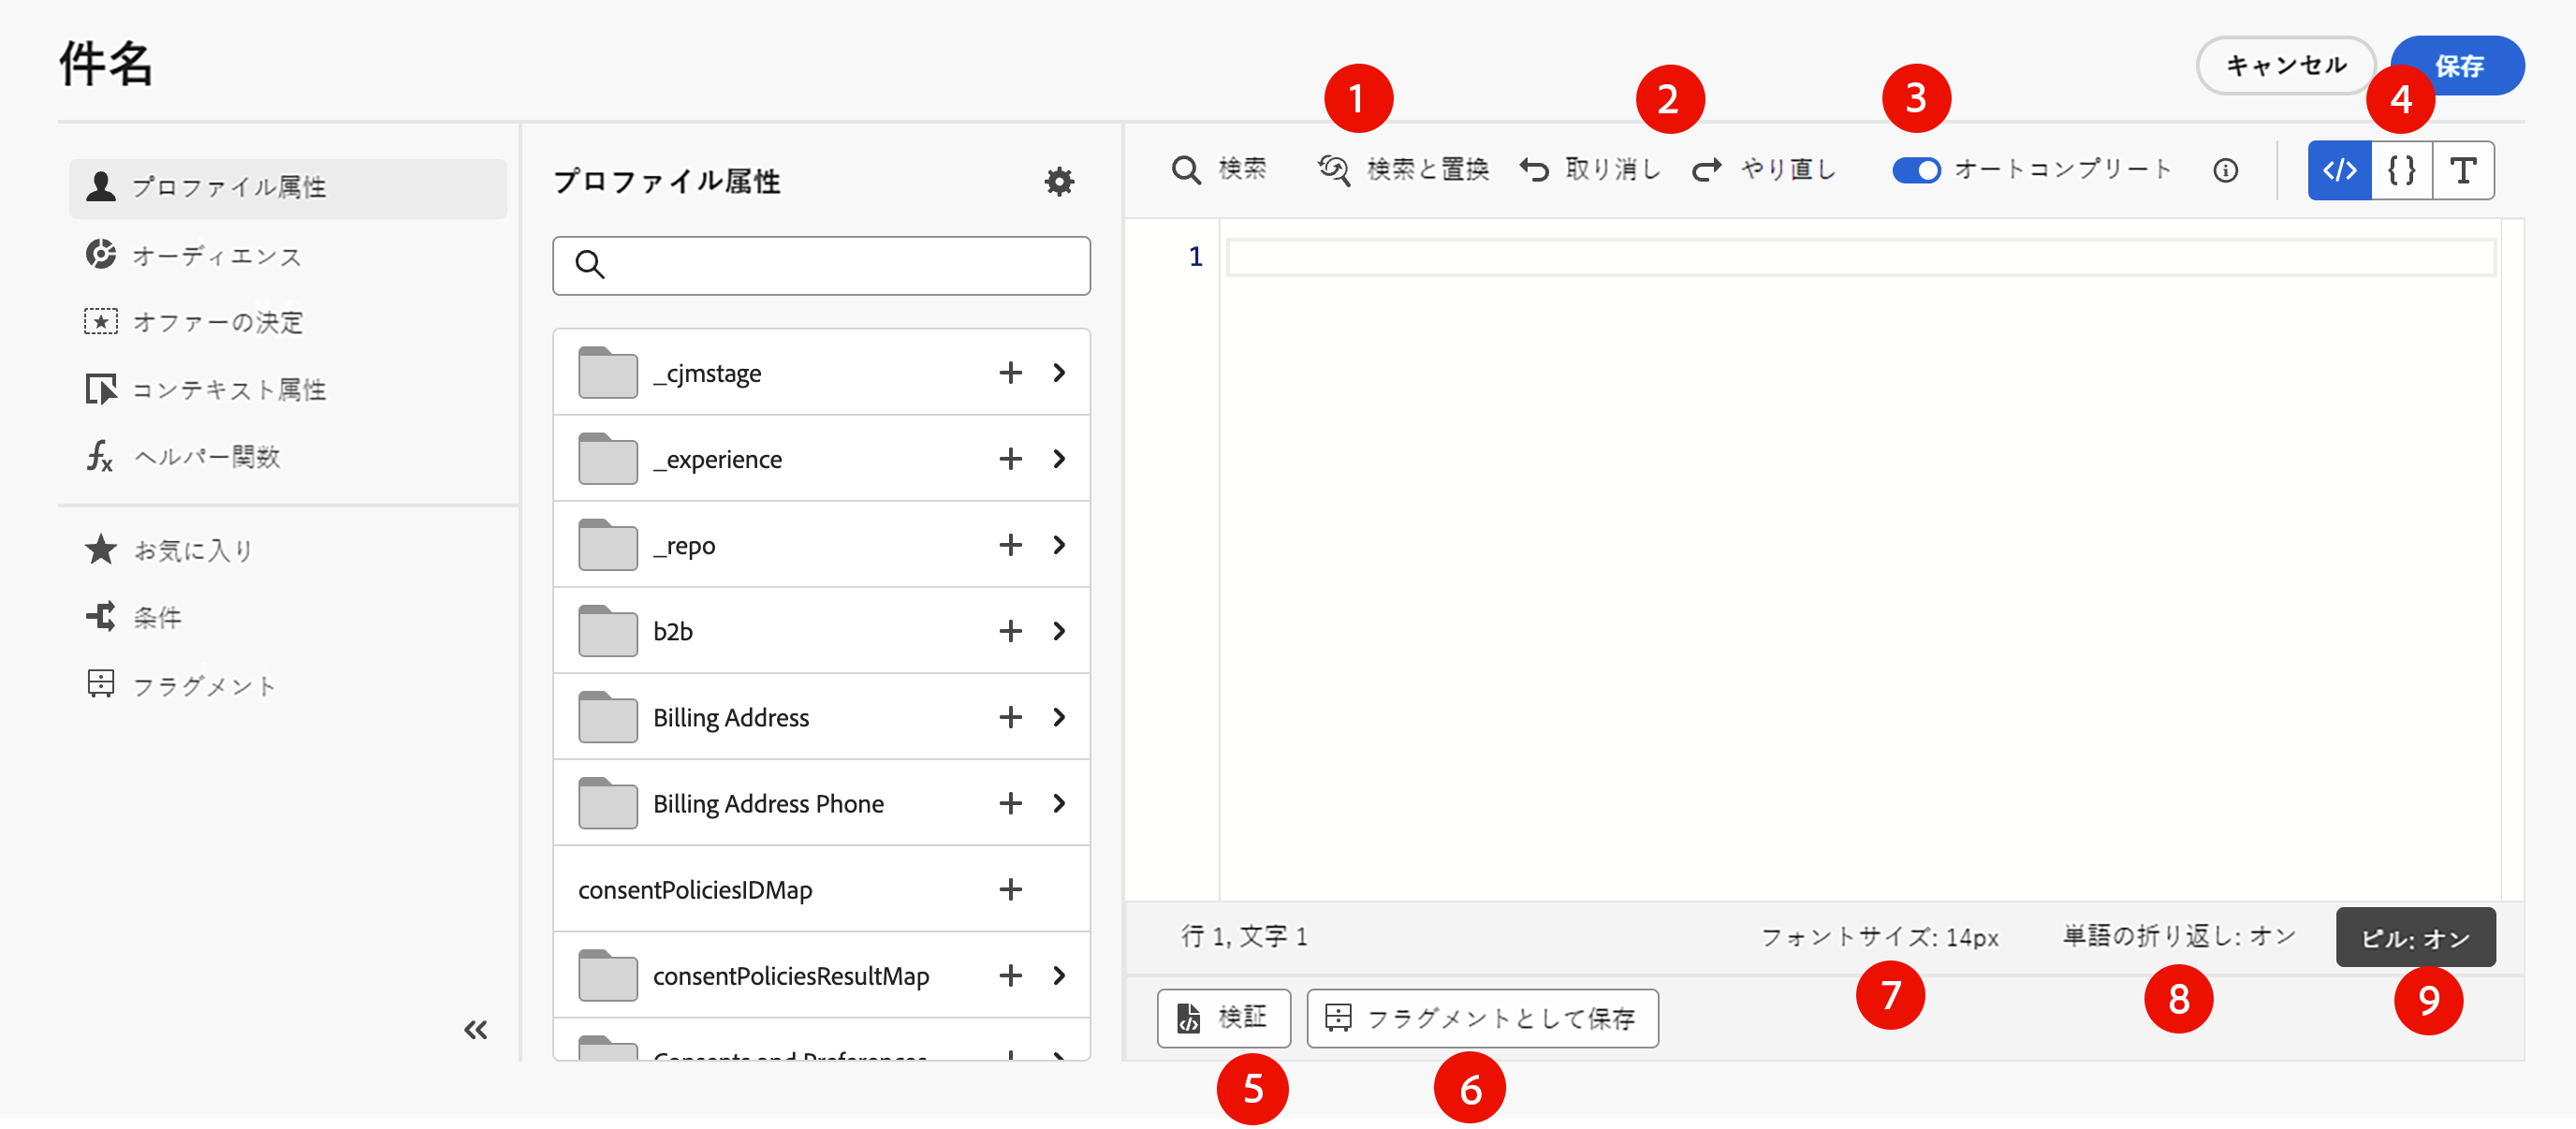 件名
キャンセル
保存
1
2
3
4
プロファイル属性
オーディエンス
オファーの決定
コンテキスト属性
ヘルパー関数
お気に入り
条件
フラグメント
プロファイル属性
_cjmstage
_experience
_repo
b2b
Billing Address
Billing Address Phone
consentPoliciesIDMap
consentPoliciesResultMap
Consents and Preferences
検索 検索と置換 取り消し やり直し オートコンプリート </> {} T
1
行 1, 文字 1 フォントサイズ: 14px 単語の折り返し: オン ピル: オン
7
8
9
検証 フラグメントとして保存
5
6